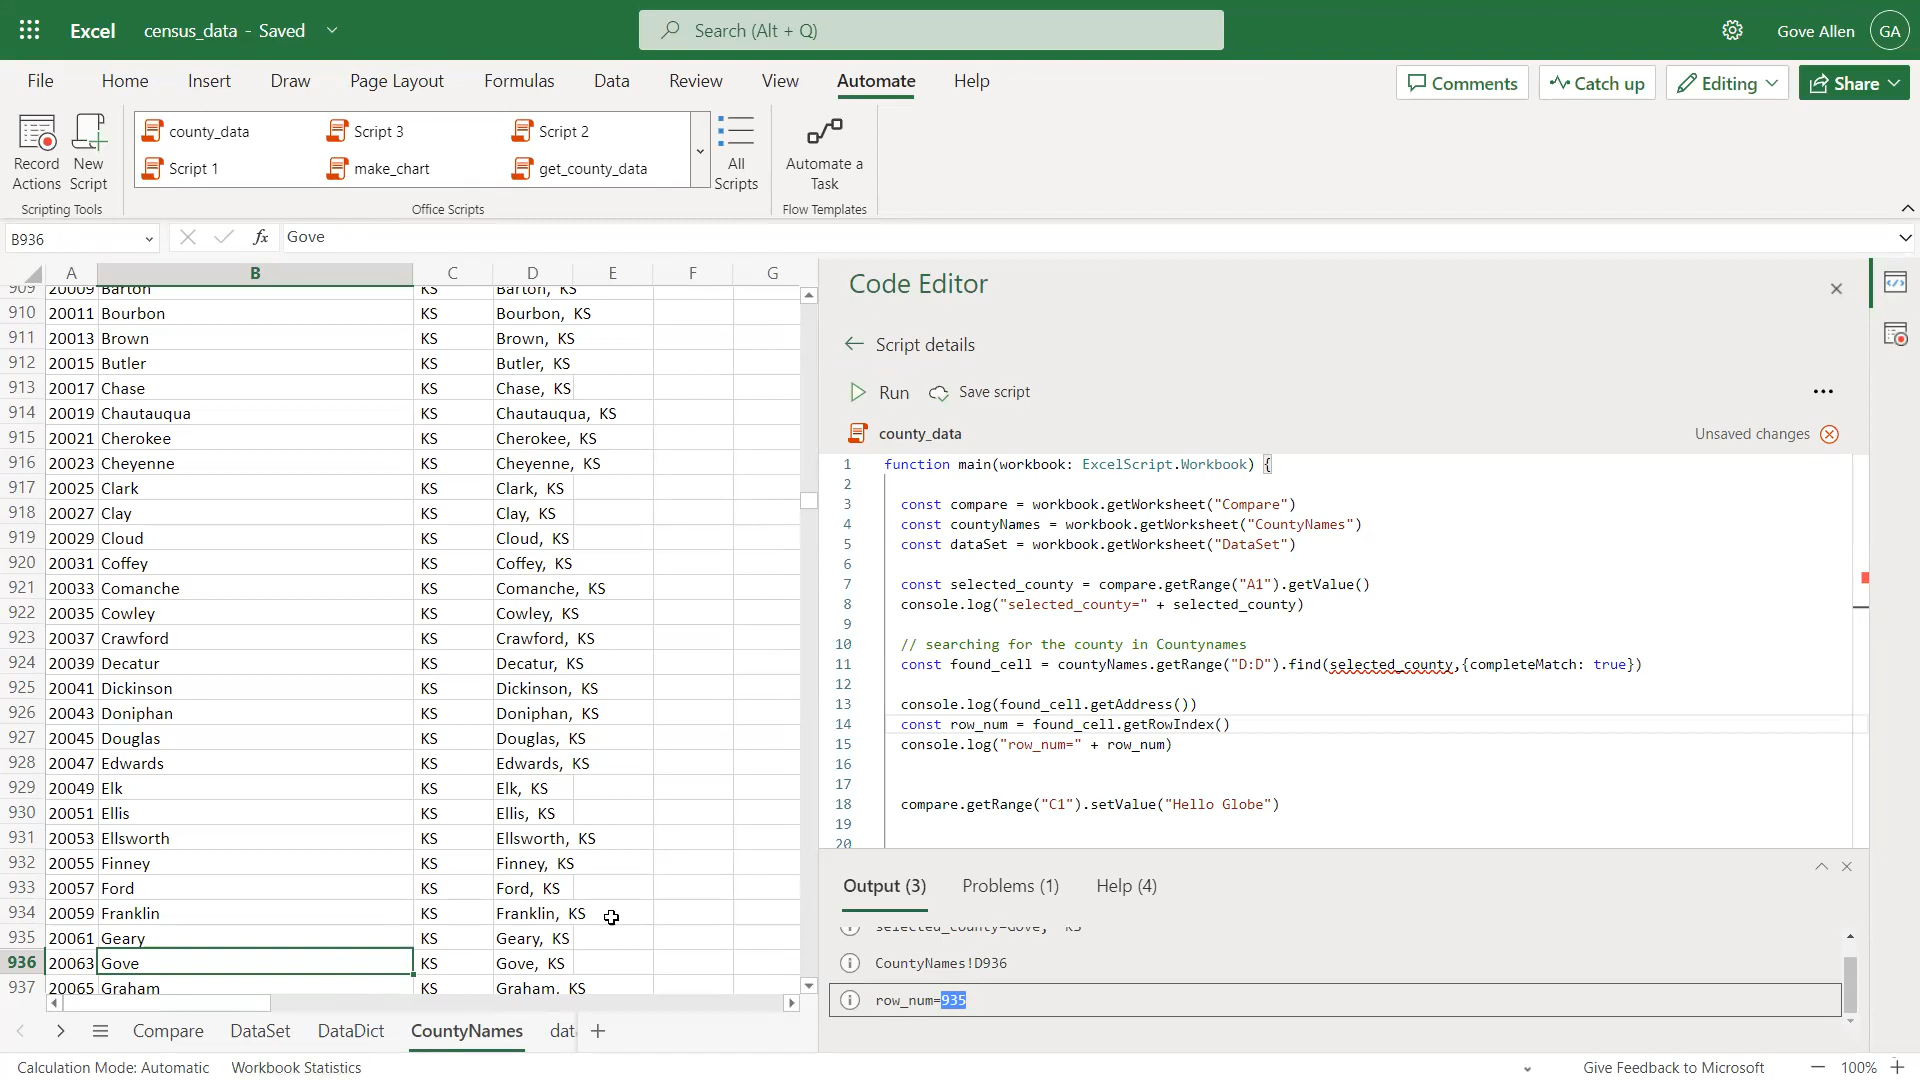 Excel census_data - Saved Search (Alt + Q) Gove Allen GA
File Home Insert Draw Page Layout Formulas Data Review View Automate Help Comments Catch up Editing Share
Record Actions New Script county_data Script 3 Script 2 All Scripts Automate a Task
Script 1 make_chart get_county_data
Scripting Tools Office Scripts Flow Templates
B936 fx Gove
A B C D E F G
909 20009 Barton KS Barton, KS
910 20011 Bourbon KS Bourbon, KS
911 20013 Brown KS Brown, KS
912 20015 Butler KS Butler, KS
913 20017 Chase KS Chase, KS
914 20019 Chautauqua KS Chautauqua, KS
915 20021 Cherokee KS Cherokee, KS
916 20023 Cheyenne KS Cheyenne, KS
917 20025 Clark KS Clark, KS
918 20027 Clay KS Clay, KS
919 20029 Cloud KS Cloud, KS
920 20031 Coffey KS Coffey, KS
921 20033 Comanche KS Comanche, KS
922 20035 Cowley KS Cowley, KS
923 20037 Crawford KS Crawford, KS
924 20039 Decatur KS Decatur, KS
925 20041 Dickinson KS Dickinson, KS
926 20043 Doniphan KS Doniphan, KS
927 20045 Douglas KS Douglas, KS
928 20047 Edwards KS Edwards, KS
929 20049 Elk KS Elk, KS
930 20051 Ellis KS Ellis, KS
931 20053 Ellsworth KS Ellsworth, KS
932 20055 Finney KS Finney, KS
933 20057 Ford KS Ford, KS
934 20059 Franklin KS Franklin, KS
935 20061 Geary KS Geary, KS
936 20063 Gove KS Gove, KS
937 20065 Graham KS Graham, KS
Compare DataSet DataDict CountyNames dat
Code Editor
Script details
Run Save script
county_data Unsaved changes
1 function main(workbook: ExcelScript.Workbook) {
2
3 const compare = workbook.getWorksheet("Compare")
4 const countyNames = workbook.getWorksheet("CountyNames")
5 const dataSet = workbook.getWorksheet("DataSet")
6
7 const selected_county = compare.getRange("A1").getValue()
8 console.log("selected_county=" + selected_county)
9
10 // searching for the county in Countynames
11 const found_cell = countyNames.getRange("D:D").find(selected_county,{completeMatch: true})
12
13 console.log(found_cell.getAddress())
14 const row_num = found_cell.getRowIndex()
15 console.log("row_num=" + row_num)
16
17
18 compare.getRange("C1").setValue("Hello Globe")
19
20
Output (3) Problems (1) Help (4)
selected_county=Gove, KS
CountyNames!D936
row_num=935
Calculation Mode: Automatic Workbook Statistics Give Feedback to Microsoft 100%